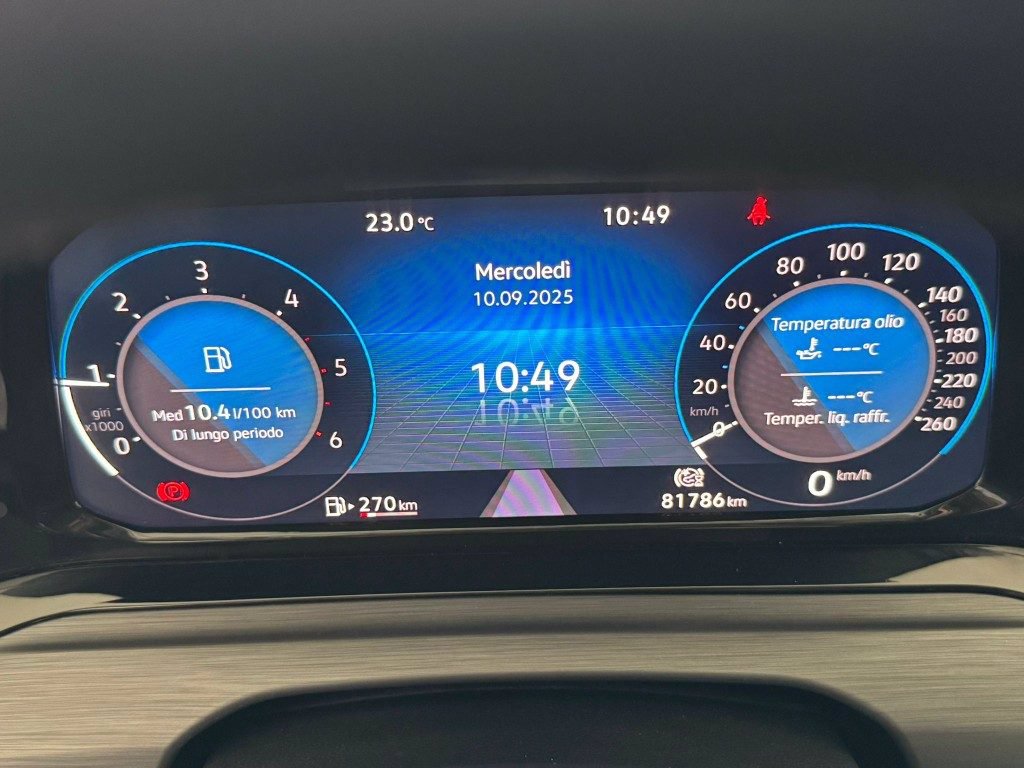 23.0 °C
10:49
Mercoledì
10.09.2025
10:49
0
1
2
3
4
5
6
giri
x1000
Med 10.4 l/100 km
Di lungo periodo
P
270 km
81786 km
0
20
40
60
80
100
120
140
160
180
200
220
240
260
km/h
Temperatura olio
---°C
---°C
Temper. liq. raffr.
0 km/h